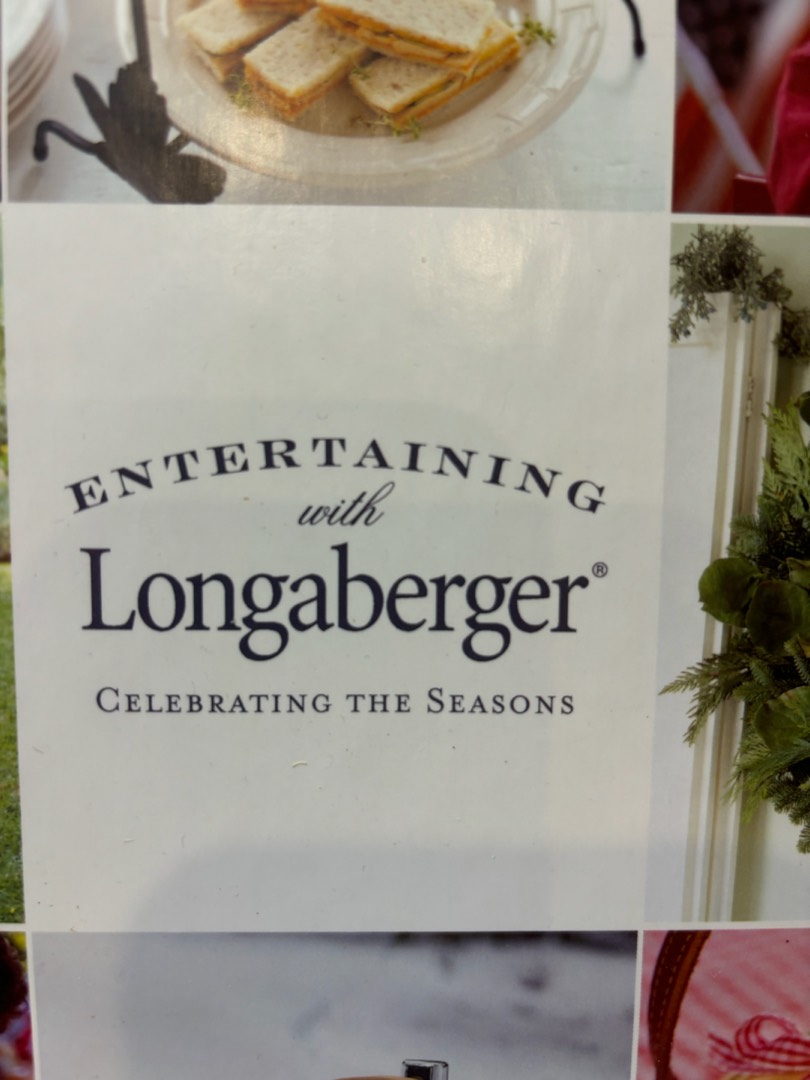 ENTERTAINING
with
Longaberger®
CELEBRATING THE SEASONS